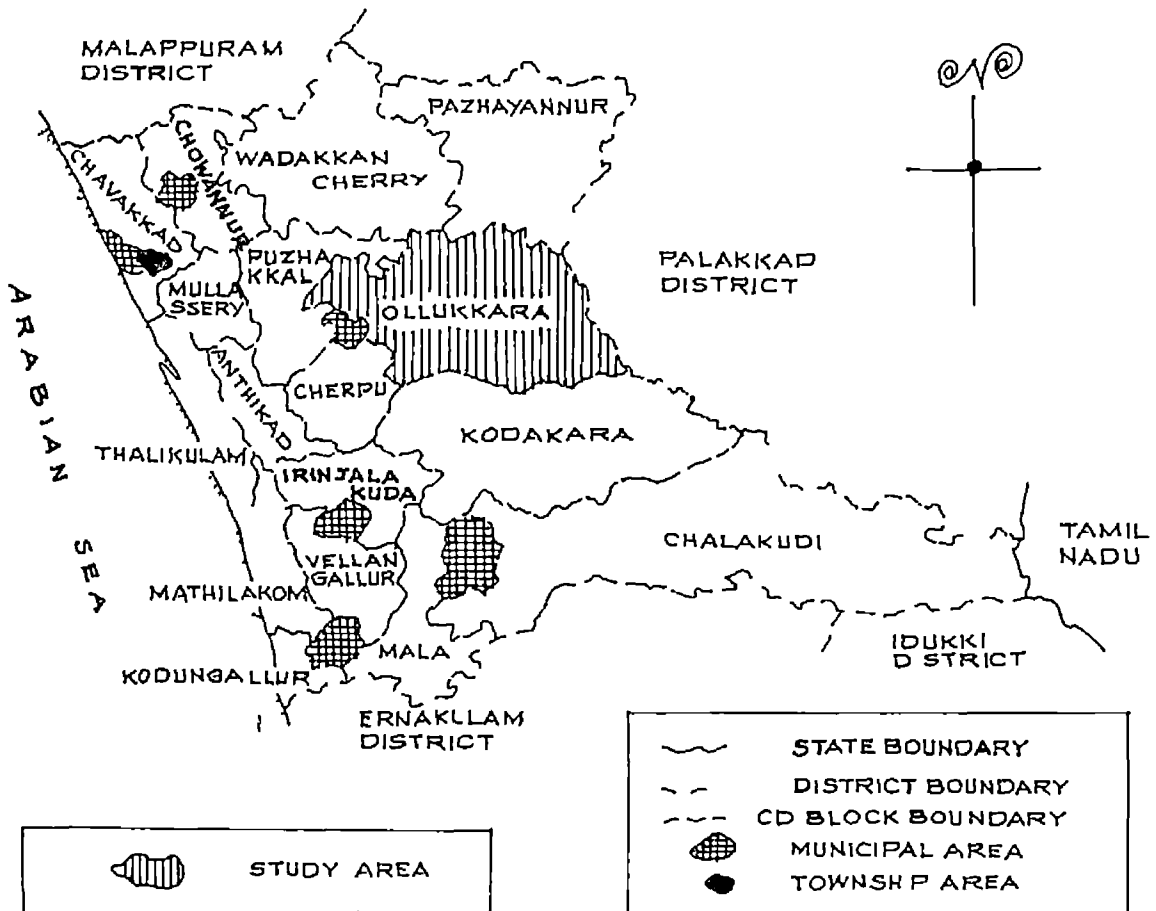 MALAPPURAM
DISTRICT
N
PAZHAYANNUR
CHOWANNUR
WADAKKAN
CHERRY
CHAVAKKAD
PUZHA
KKAL
PALAKKAD
DISTRICT
MULLA
SSERY
OLLUKKARA
ARABIAN SEA
ANTHIKAD
CHERPU
KODAKARA
THALIKULAM
IRINJALA
KUDA
CHALAKUDI
TAMIL
NADU
VELLAN
GALLUR
MATHILAKOM
MALA
IDUKKI
D STRICT
KODUNGALLUR
ERNAKLLAM
DISTRICT
STATE BOUNDARY
DISTRICT BOUNDARY
CD BLOCK BOUNDARY
MUNICIPAL AREA
TOWNSH P AREA
STUDY AREA